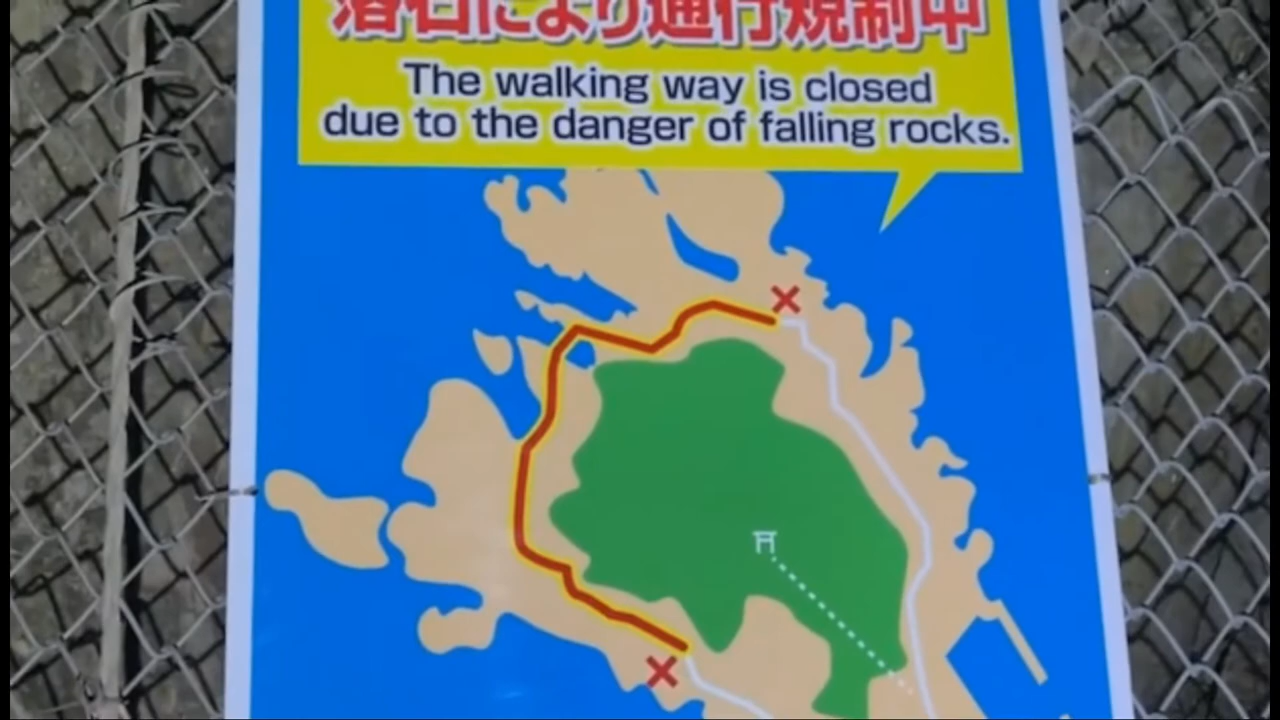 落石により通行規制中
The walking way is closed
due to the danger of falling rocks.